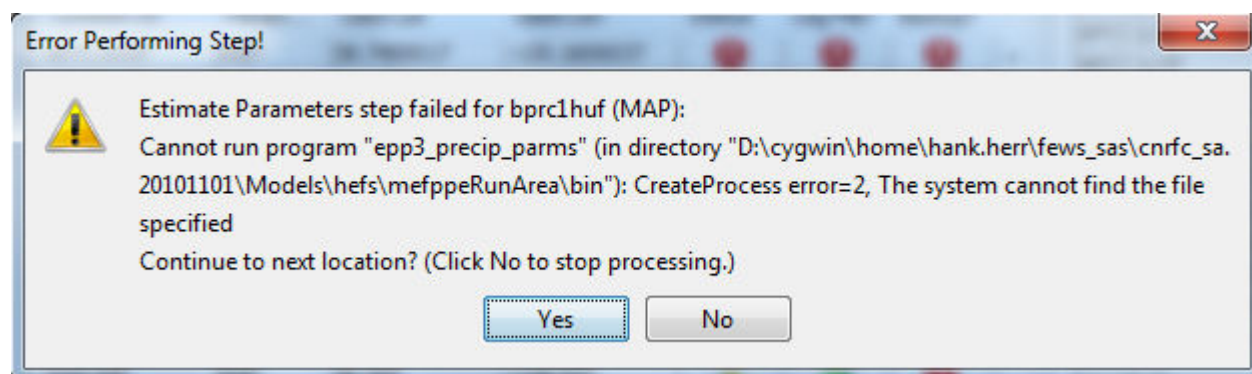 Error Performing Step!
Estimate Parameters step failed for bprc1huf (MAP):
Cannot run program "epp3_precip_parms" (in directory "D:\cygwin\home\hank.herr\fews_sas\cnrfc_sa.
20101101\Models\hefs\mefppeRunArea\bin"): CreateProcess error=2, The system cannot find the file
specified
Continue to next location? (Click No to stop processing.)
Yes No